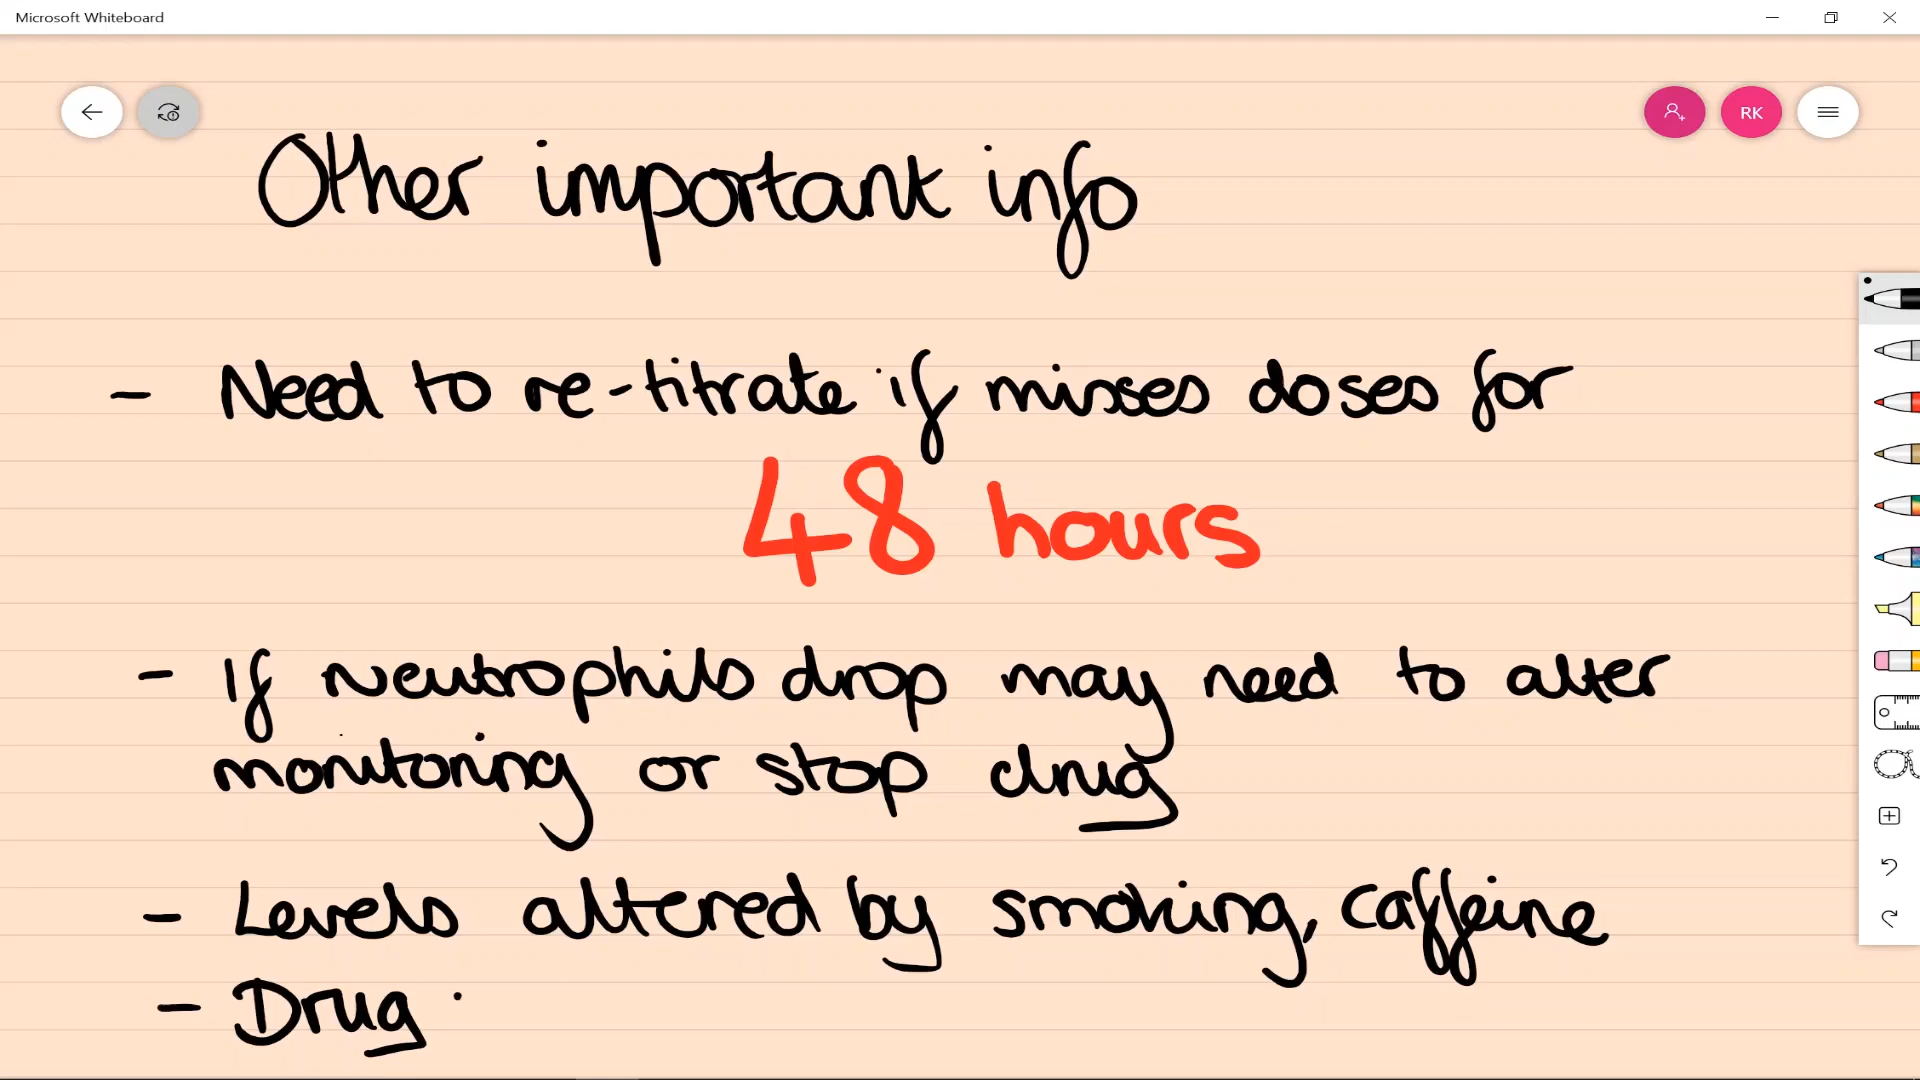 Microsoft Whiteboard
RK
Other important info
- Need to re-titrate if misses doses for
48 hours
- If neutrophils drop may need to alter
monitoring or stop drug
- Levels altered by smoking, caffeine
- Drug